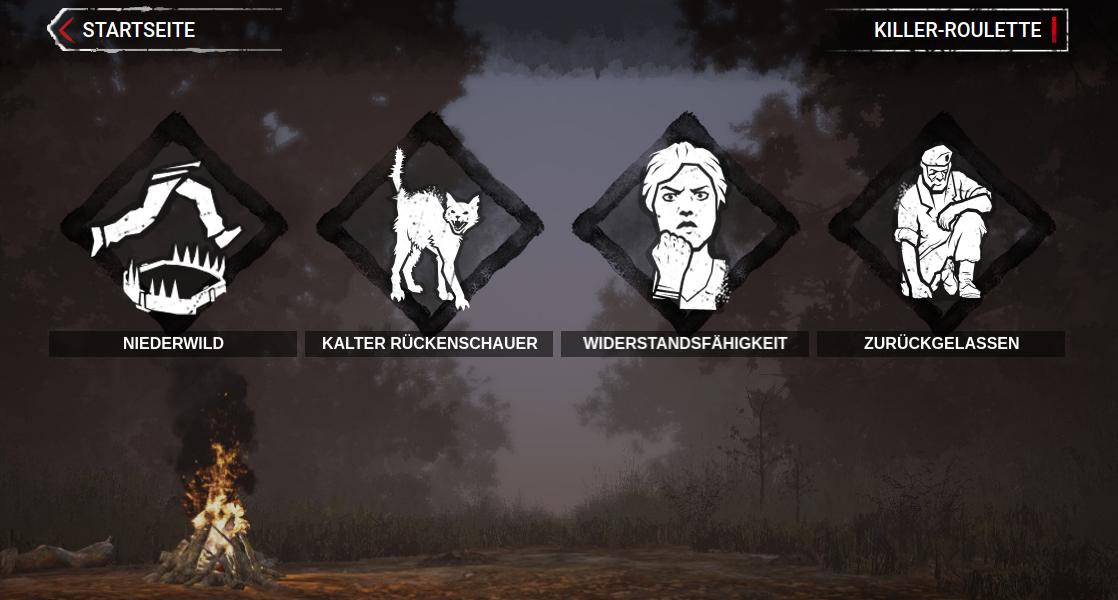 STARTSEITE
KILLER-ROULETTE
NIEDERWILD
KALTER RÜCKENSCHAUER
WIDERSTANDSFÄHIGKEIT
ZURÜCKGELASSEN